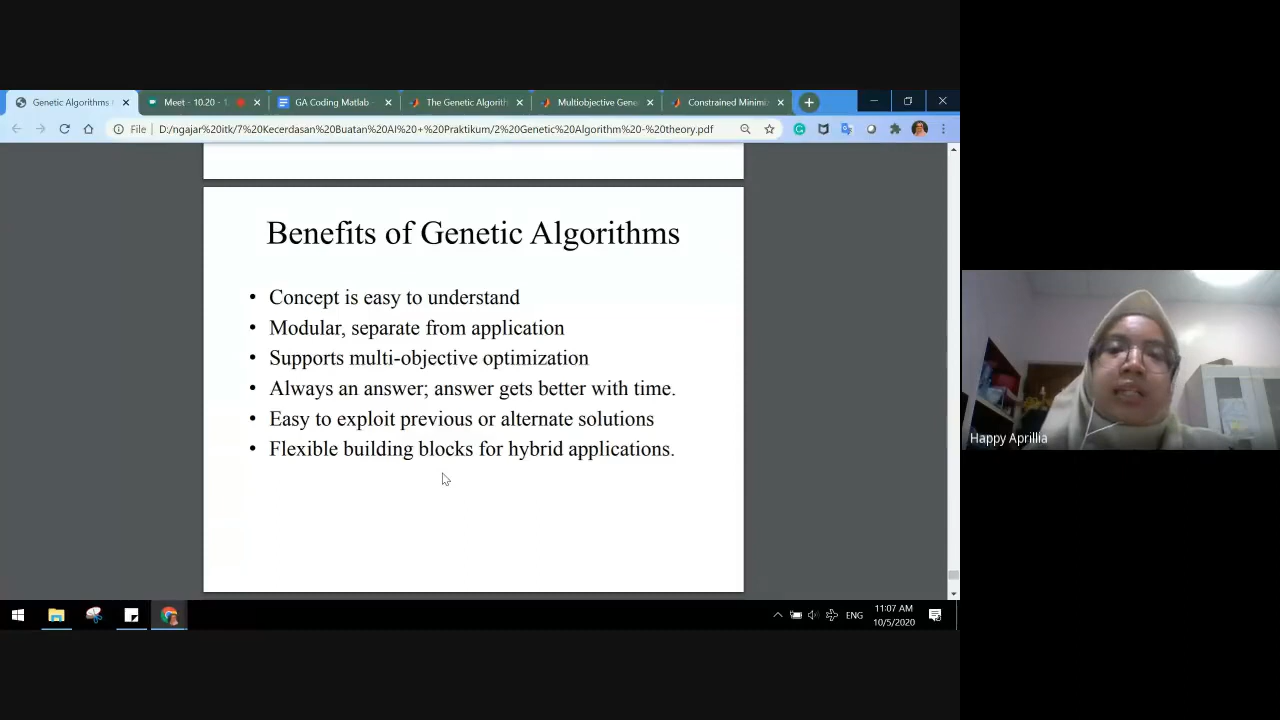 Genetic Algorithms
Meet - 10.20 - 1
GA Coding Matlab -
The Genetic Algorith
Multiobjective Gene
Constrained Minimiz
File
D:/ngajar%20itk/7%20Kecerdasan%20Buatan%20AI%20+%20Praktikum/2%20Genetic%20Algorithm%20-%20theory.pdf
Benefits of Genetic Algorithms
• Concept is easy to understand
• Modular, separate from application
• Supports multi-objective optimization
• Always an answer; answer gets better with time.
• Easy to exploit previous or alternate solutions
• Flexible building blocks for hybrid applications.
Happy Aprillia
ENG
11:07 AM
10/5/2020